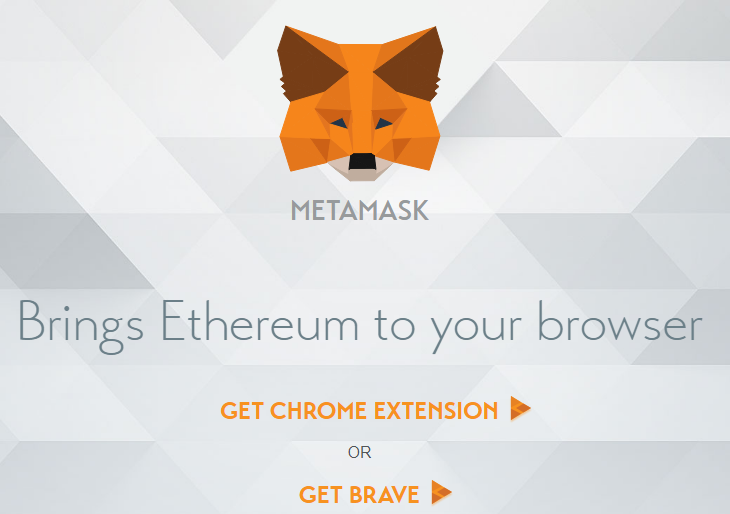 METAMASK
Brings Ethereum to your browser
GET CHROME EXTENSION
OR
GET BRAVE